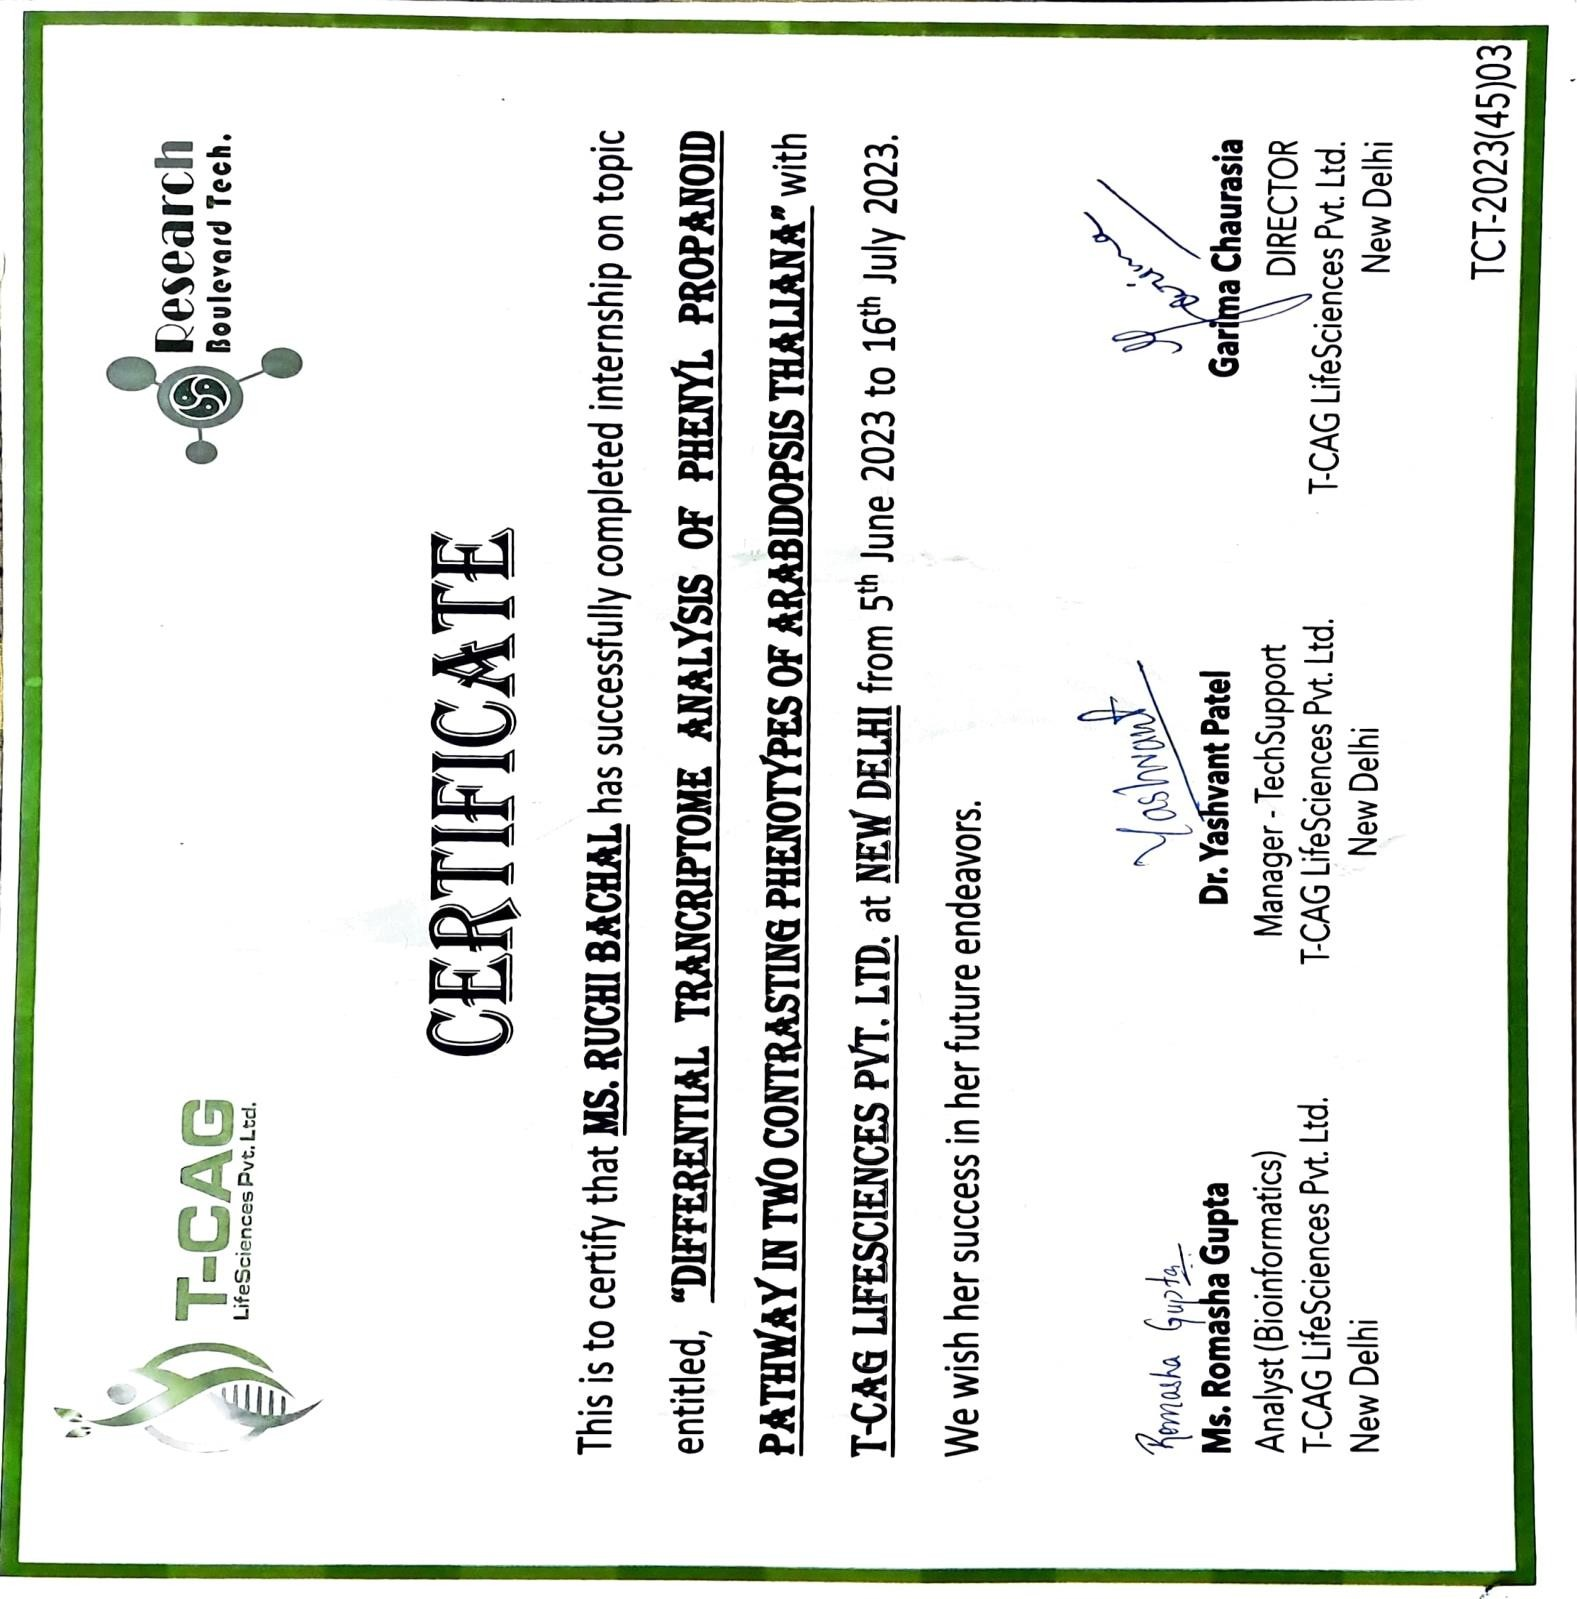 T-CAG
LifeSciences Pvt. Ltd.
Research
Boulevard Tech.
CERTIFICATE
This is to certify that MS. RUCHI BACHAL has successfully completed internship on topic
entitled, “DIFFERENTIAL TRANCRIPTOME ANALYSIS OF PHENYL PROPANOID
PATHWAY IN TWO CONTRASTING PHENOTYPES OF ARABIDOPSIS THALIANA” with
T-CAG LIFESCIENCES PVT. LTD. at NEW DELHI from 5th June 2023 to 16th July 2023.
We wish her success in her future endeavors.
Romasha Gupta
Ms. Romasha Gupta
Analyst (Bioinformatics)
T-CAG LifeSciences Pvt. Ltd.
New Delhi
Yashvant
Dr. Yashvant Patel
Manager - TechSupport
T-CAG LifeSciences Pvt. Ltd.
New Delhi
Garima
Garima Chaurasia
DIRECTOR
T-CAG LifeSciences Pvt. Ltd.
New Delhi
TCT-2023(45)03